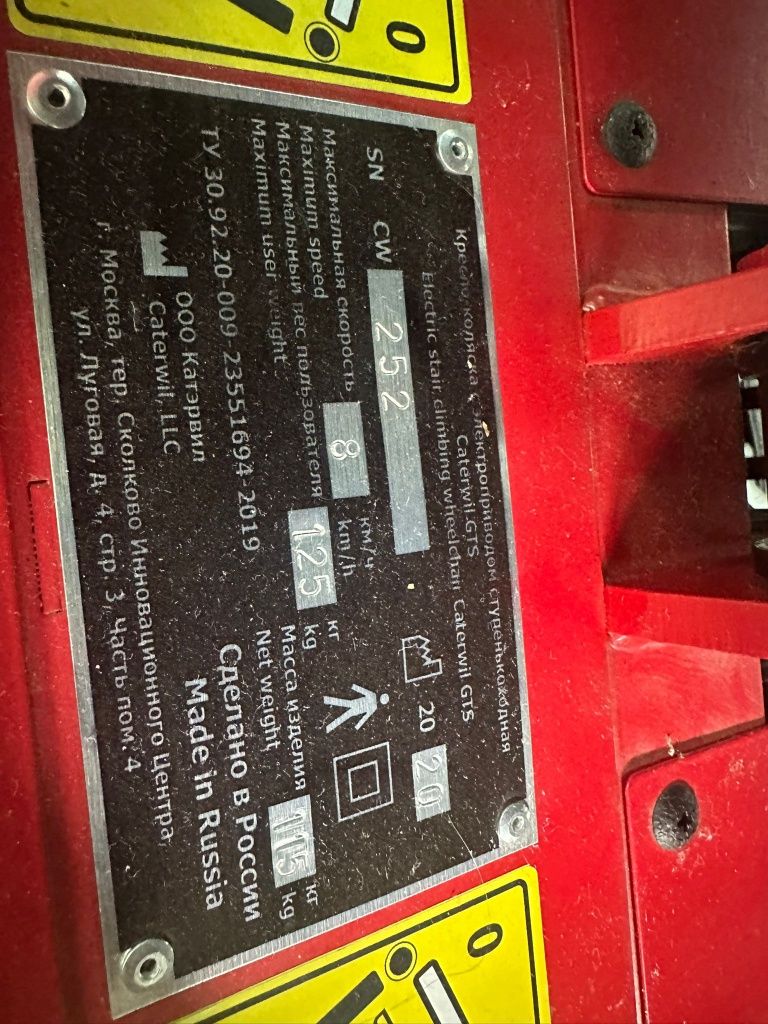 Кресло, коляска с электроприводом ступенькоходная
Caterwil GTS
Electric stair climbing wheelchair Caterwil GTS
SN CW 252
20 20
Максимальная скорость 8 км/ч
Maximum speed km/h
Максимальный вес пользователя 125 кг
Maximum user weight kg
Масса изделия 115 кг
Net weight kg
ТУ 30.92.20-009-23551694-2019
Сделано в России
Made in Russia
ООО Катэрвил
Caterwil, LLC
г. Москва, тер. Сколково Инновационного Центра,
ул. Луговая, д. 4, стр. 3, часть пом. 4
0
0